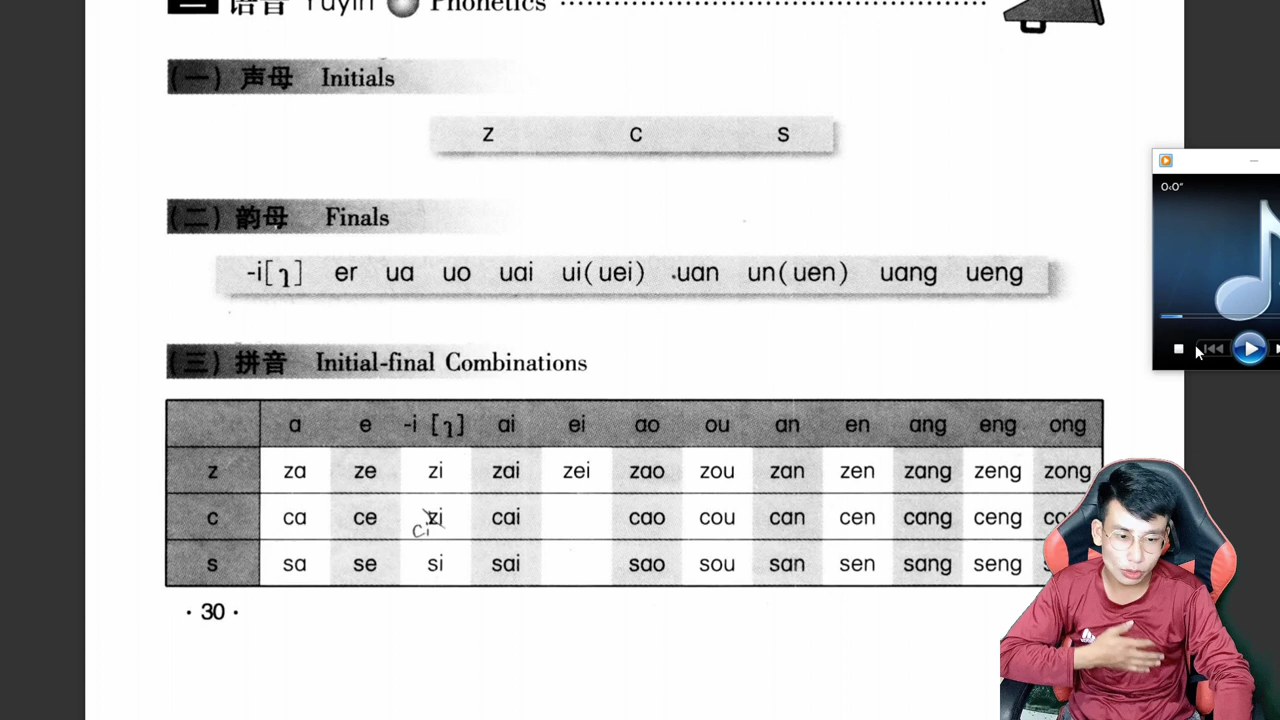 二 语音 Yǔyīn Phonetics
(一) 声母 Initials
z c s
(二) 韵母 Finals
-i[ʅ] er ua uo uai ui(uei) uan un(uen) uang ueng
(三) 拼音 Initial-final Combinations
a e -i [ʅ] ai ei ao ou an en ang eng ong
z za ze zi zai zei zao zou zan zen zang zeng zong
c ca ce zi cai cao cou can cen cang ceng
ci
s sa se si sai sao sou san sen sang seng
· 30 ·